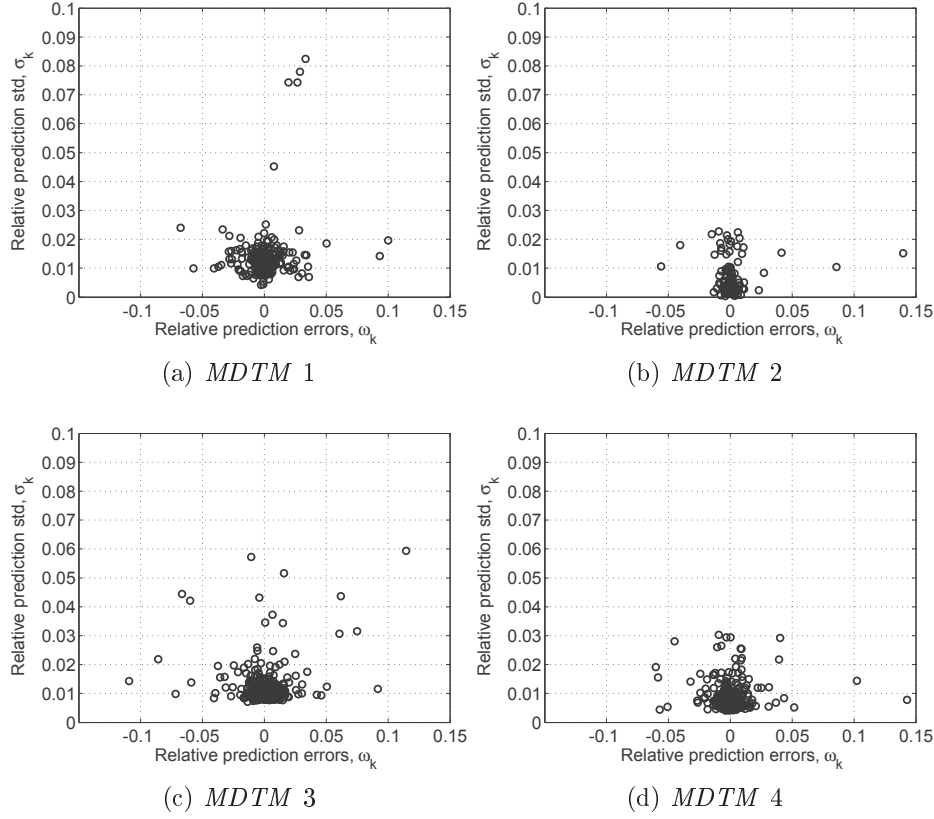 0.1
0.09
0.08
0.07
0.06
0.05
0.04
0.03
0.02
0.01
0
Relative prediction std, σk
-0.1 -0.05 0 0.05 0.1 0.15
Relative prediction errors, ωk
(a) MDTM 1
0.1
0.09
0.08
0.07
0.06
0.05
0.04
0.03
0.02
0.01
0
Relative prediction std, σk
-0.1 -0.05 0 0.05 0.1 0.15
Relative prediction errors, ωk
(b) MDTM 2
0.1
0.09
0.08
0.07
0.06
0.05
0.04
0.03
0.02
0.01
0
Relative prediction std, σk
-0.1 -0.05 0 0.05 0.1 0.15
Relative prediction errors, ωk
(c) MDTM 3
0.1
0.09
0.08
0.07
0.06
0.05
0.04
0.03
0.02
0.01
0
Relative prediction std, σk
-0.1 -0.05 0 0.05 0.1 0.15
Relative prediction errors, ωk
(d) MDTM 4